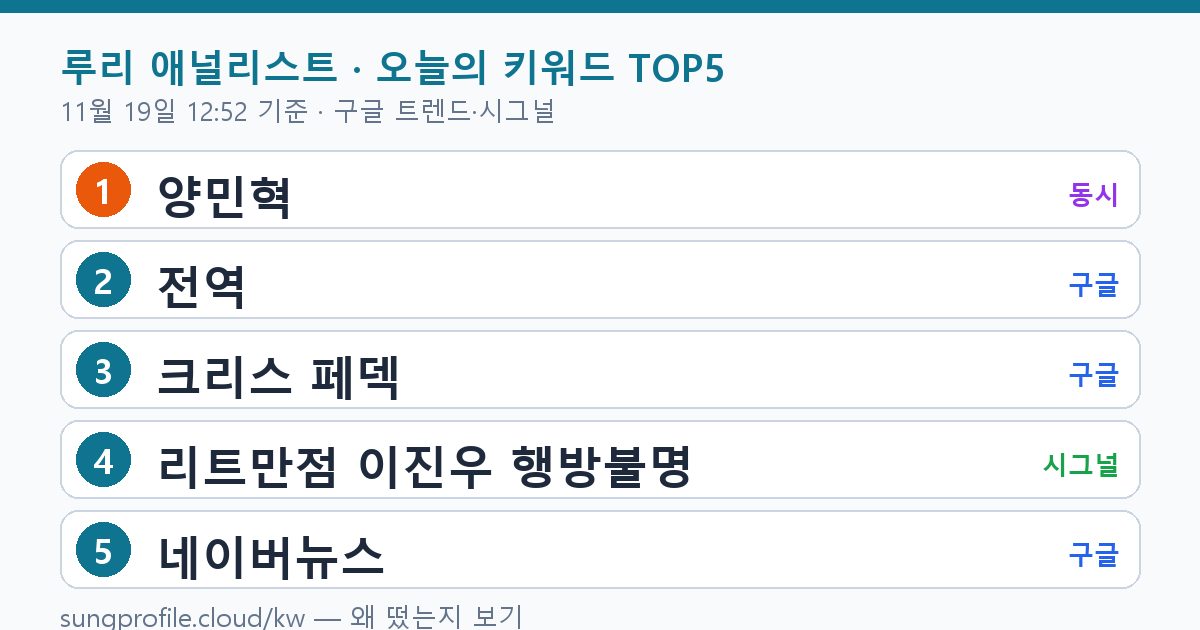 루리 애널리스트 · 오늘의 키워드 TOP5
11월 19일 12:52 기준 · 구글 트렌드·시그널
1 양민혁 동시
2 전역 구글
3 크리스 페덱 구글
4 리트만점 이진우 행방불명 시그널
5 네이버뉴스 구글
sungprofile.cloud/kw — 왜 떴는지 보기